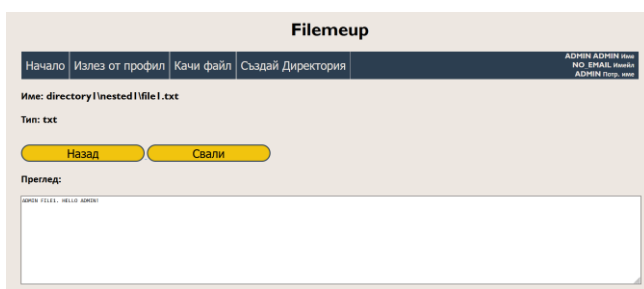 Filemeup
Начало Излез от профил Качи файл Създай Директория
ADMIN ADMIN Име
NO_EMAIL Имейл
ADMIN Потр. име
Име: directory1\nested1\file1.txt
Тип: txt
Назад Свали
Преглед:
ADMIN FILE1. HELLO ADMIN!